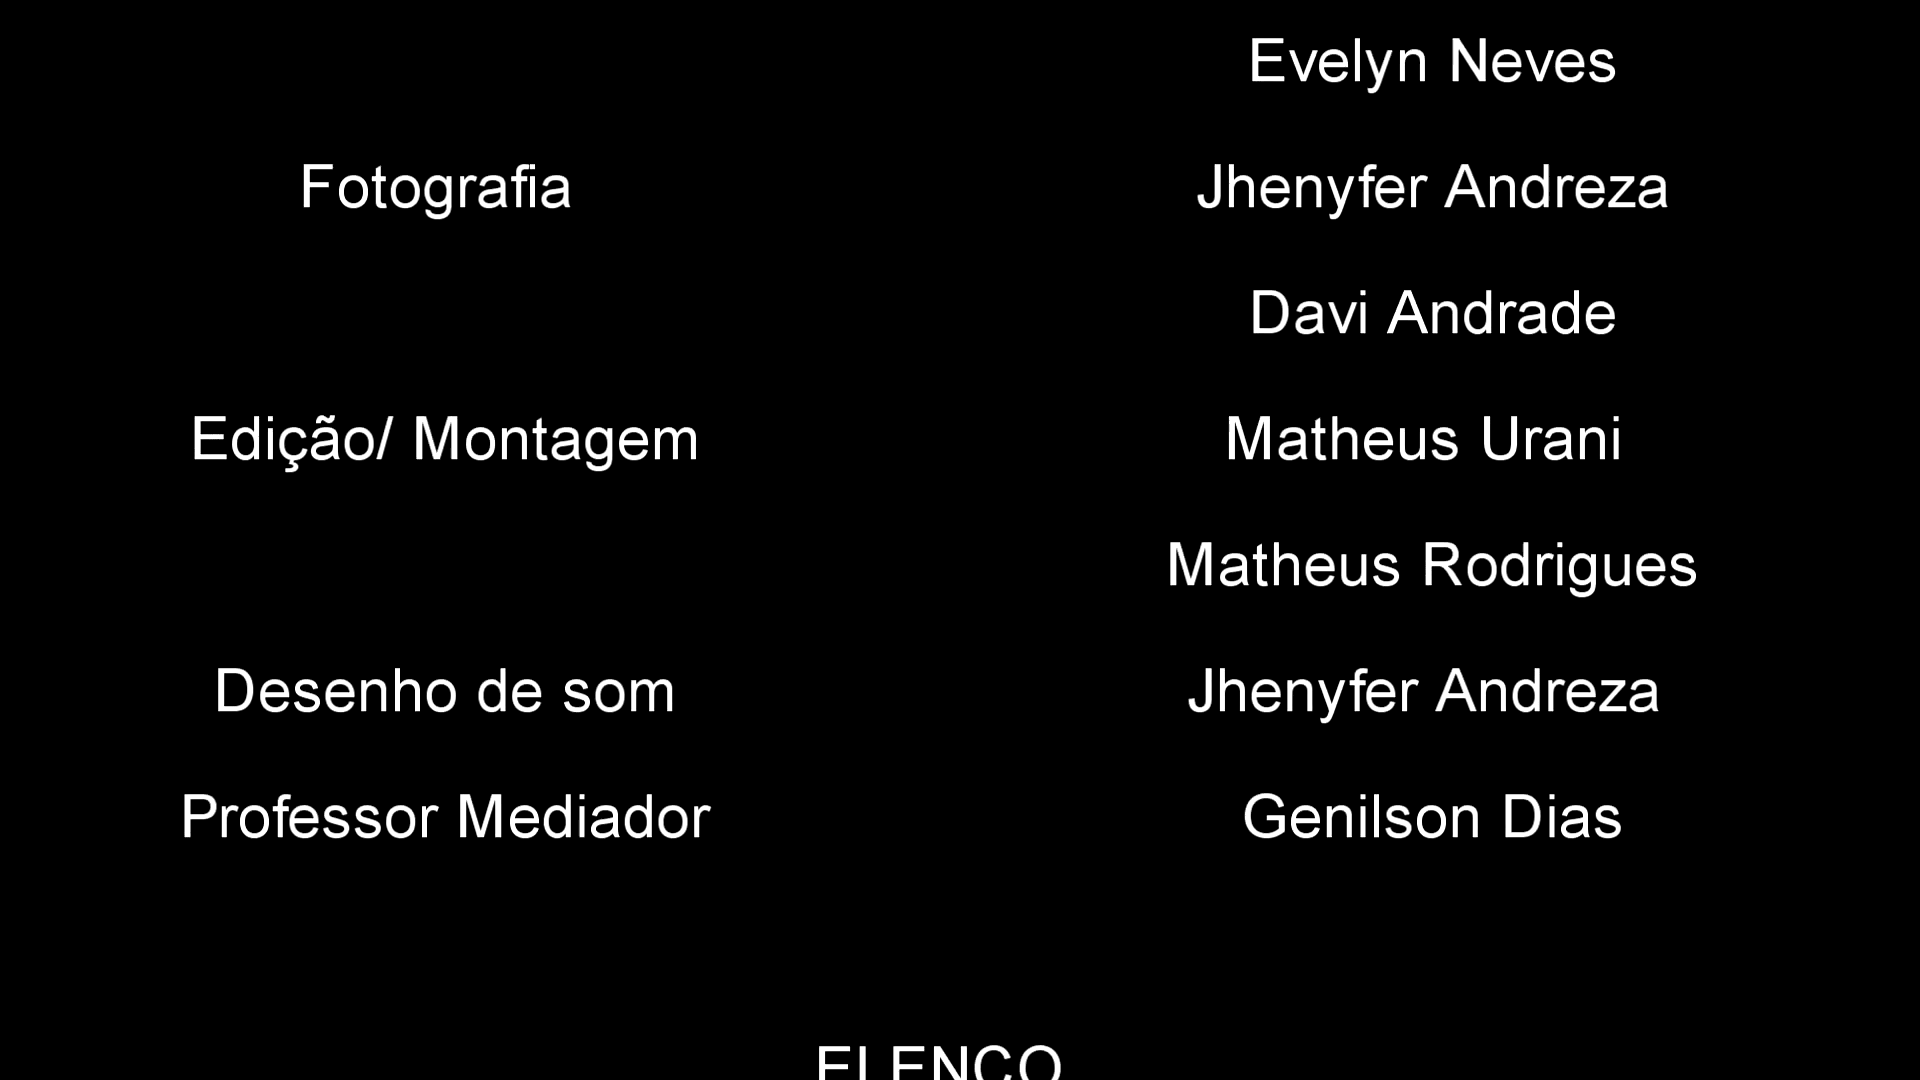 Evelyn Neves
Fotografia Jhenyfer Andreza
Davi Andrade
Edição/ Montagem Matheus Urani
Matheus Rodrigues
Desenho de som Jhenyfer Andreza
Professor Mediador Genilson Dias
ELENCO